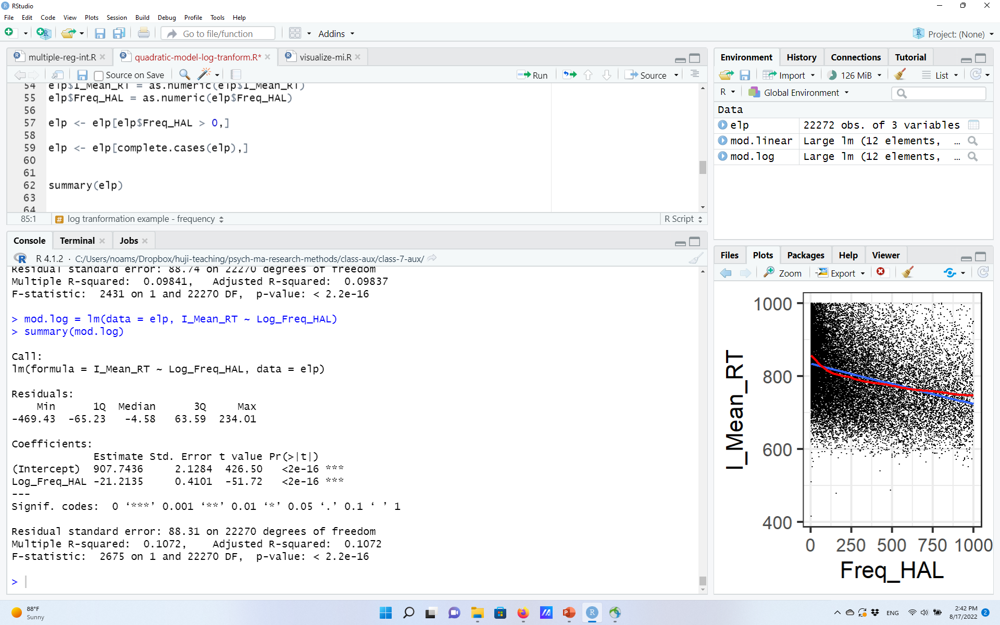 RStudio
File Edit Code View Plots Session Build Debug Profile Tools Help
Go to file/function Addins Project: (None)
multiple-reg-int.R quadratic-model-log-tranform.R* visualize-mi.R
Source on Save Run Source
54 elp$I_Mean_RT = as.numeric(elp$I_Mean_RT)
55 elp$Freq_HAL = as.numeric(elp$Freq_HAL)
56
57 elp <- elp[elp$Freq_HAL > 0,]
58
59 elp <- elp[complete.cases(elp),]
60
61
62 summary(elp)
63
64
85:1 # log tranformation example - frequency R Script
Console Terminal Jobs
R 4.1.2 · C:/Users/noams/Dropbox/huji-teaching/psych-ma-research-methods/class-aux/class-7-aux/
Residual standard error: 88.74 on 22270 degrees of freedom
Multiple R-squared:  0.09841,   Adjusted R-squared:  0.09837
F-statistic:  2431 on 1 and 22270 DF,  p-value: < 2.2e-16
> mod.log = lm(data = elp, I_Mean_RT ~ Log_Freq_HAL)
> summary(mod.log)
Call:
lm(formula = I_Mean_RT ~ Log_Freq_HAL, data = elp)
Residuals:
Min 1Q Median 3Q Max
-469.43 -65.23 -4.58 63.59 234.01
Coefficients:
Estimate Std. Error t value Pr(>|t|)
(Intercept) 907.7436 2.1284 426.50 <2e-16 ***
Log_Freq_HAL -21.2135 0.4101 -51.72 <2e-16 ***
---
Signif. codes:  0 ‘***’ 0.001 ‘**’ 0.01 ‘*’ 0.05 ‘.’ 0.1 ‘ ’ 1
Residual standard error: 88.31 on 22270 degrees of freedom
Multiple R-squared:  0.1072,    Adjusted R-squared:  0.1072
F-statistic:  2675 on 1 and 22270 DF,  p-value: < 2.2e-16
>
Environment History Connections Tutorial
Import 126 MiB List
R Global Environment
Data
elp 22272 obs. of 3 variables
mod.linear Large lm (12 elements, …
mod.log Large lm (12 elements, …
Files Plots Packages Help Viewer
Zoom Export
I_Mean_RT
1000
800
600
400
0 250 500 750 1000
Freq_HAL
88°F
Sunny
ENG
2:42 PM
8/17/2022
2